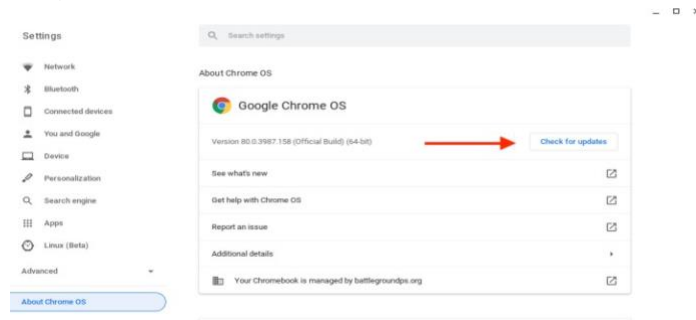 Settings
Search settings
Network
Bluetooth
Connected devices
You and Google
Device
Personalization
Search engine
Apps
Linux (Beta)
Advanced
About Chrome OS
About Chrome OS
Google Chrome OS
Version 80.0.3987.158 (Official Build) (64-bit)
Check for updates
See what's new
Get help with Chrome OS
Report an issue
Additional details
Your Chromebook is managed by battlegroundps.org